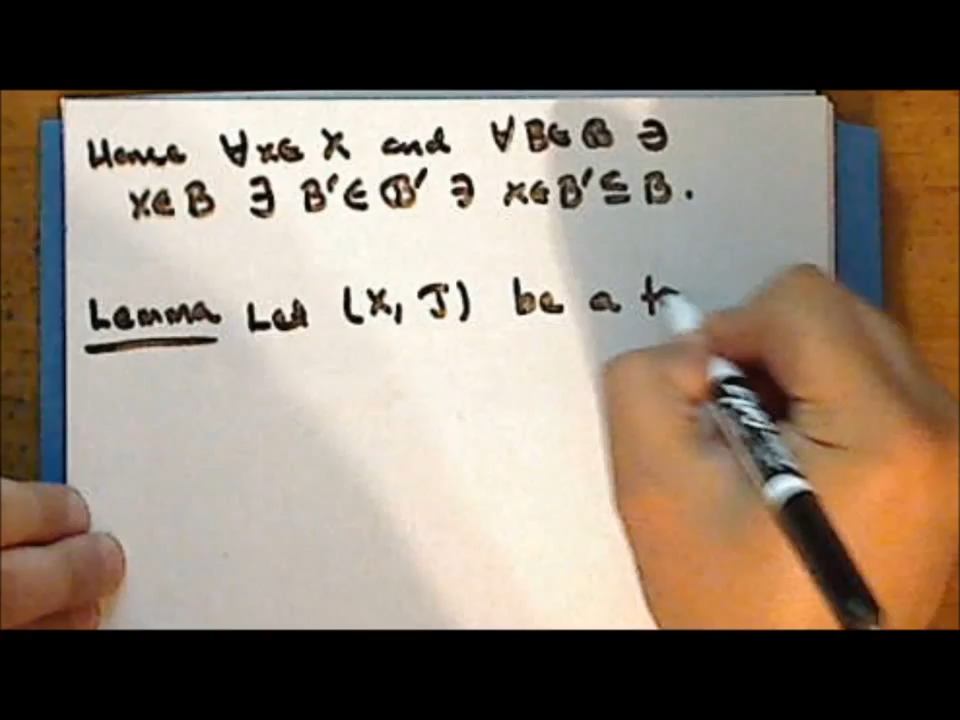 Hence ∀x∈ X and ∀ B∈ 𝓑 ∋
x∈B ∃ B'∈ 𝓑' ∋ x∈B'⊆B.
Lemma Let (X, 𝒯) be a